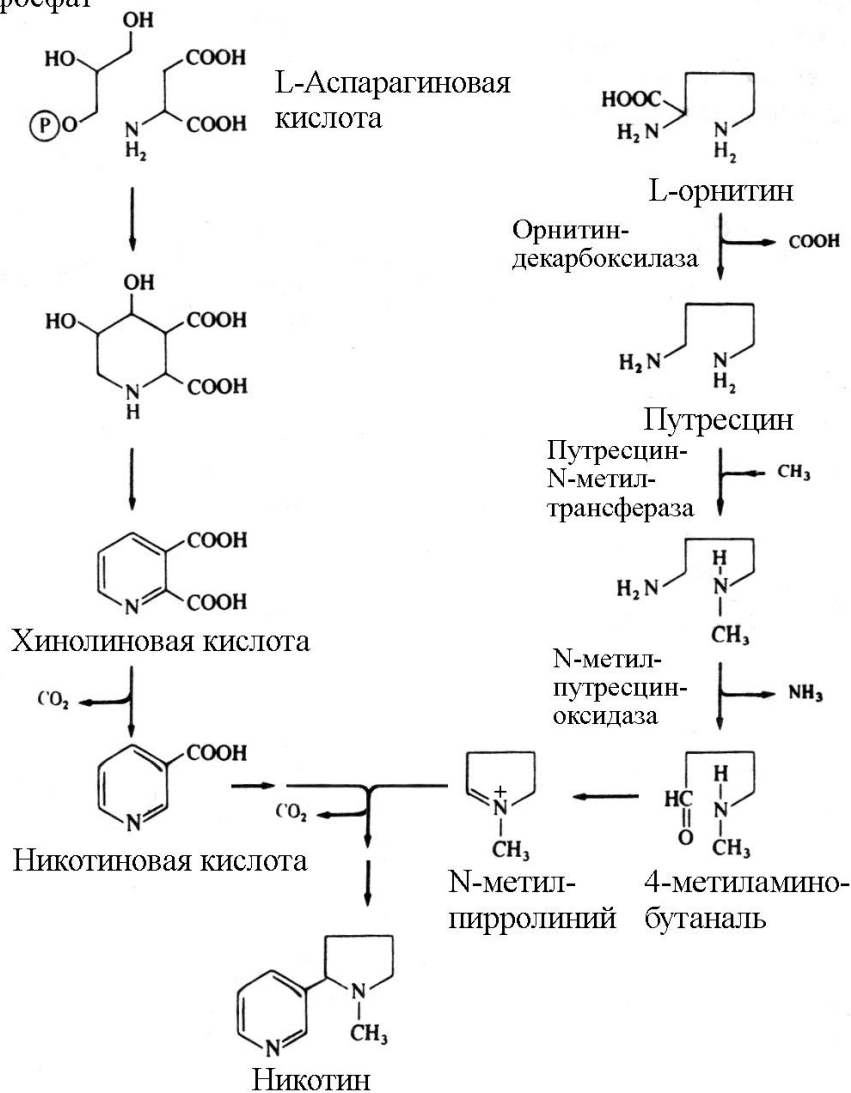 фосфат
OH
HO
COOH
COOH
P O
N
H2
L-Аспарагиновая
кислота
HOOC
H2N
N
H2
L-орнитин
Орнитин-
декарбоксилаза
COOH
OH
HO
COOH
COOH
N
H
H2N
N
H2
Путресцин
Путресцин-
N-метил-
трансфераза
CH3
COOH
COOH
N
Хинолиновая кислота
H2N
H
N
CH3
N-метил-
путресцин-
оксидаза
NH3
CO2
COOH
N
Никотиновая кислота
CO2
+
N
CH3
N-метил-
пирролиний
HC
O
H
N
CH3
4-метиламино-
бутаналь
N
CH3
N
Никотин